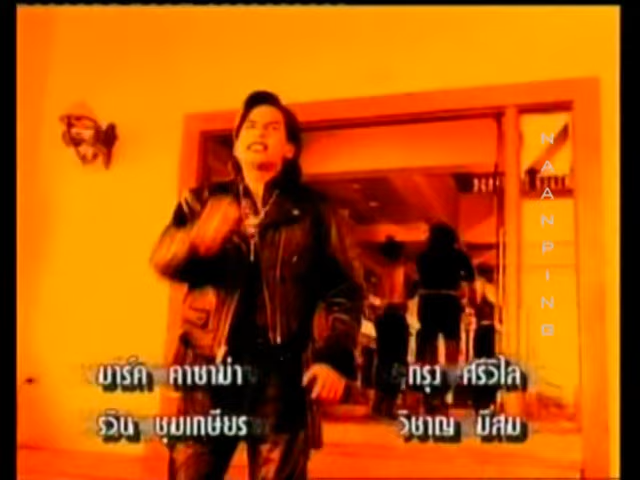 มาร์ค คาซาม่า
กรุง ศรีวิไล
รวิน ชุมเกษียร
วิชาญ มีสม
NAANPING